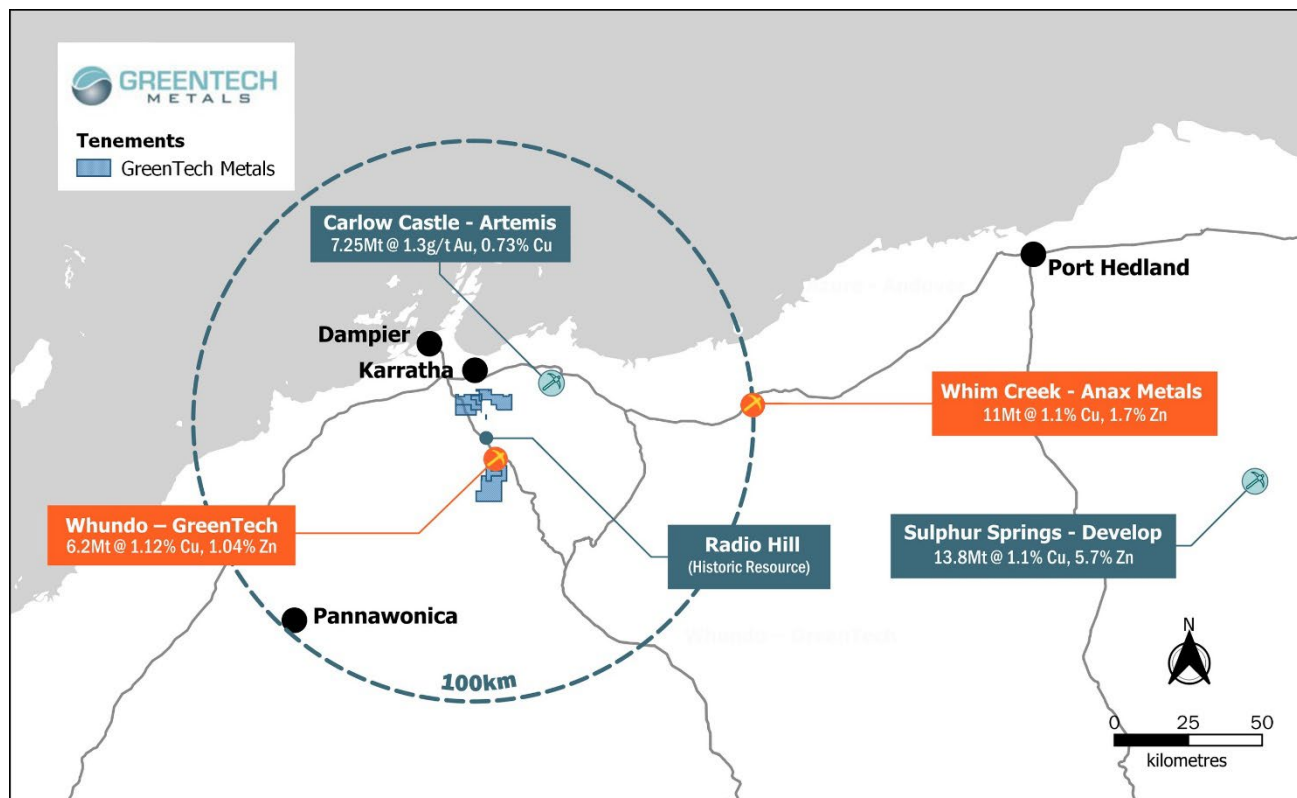 GREENTECH
METALS
Tenements
GreenTech Metals
Carlow Castle - Artemis
7.25Mt @ 1.3g/t Au, 0.73% Cu
Port Hedland
Dampier
Karratha
Whim Creek - Anax Metals
11Mt @ 1.1% Cu, 1.7% Zn
Whundo – GreenTech
6.2Mt @ 1.12% Cu, 1.04% Zn
Radio Hill
(Historic Resource)
Sulphur Springs - Develop
13.8Mt @ 1.1% Cu, 5.7% Zn
Pannawonica
Whundo – GreenTech
100km
N
0 25 50
kilometres